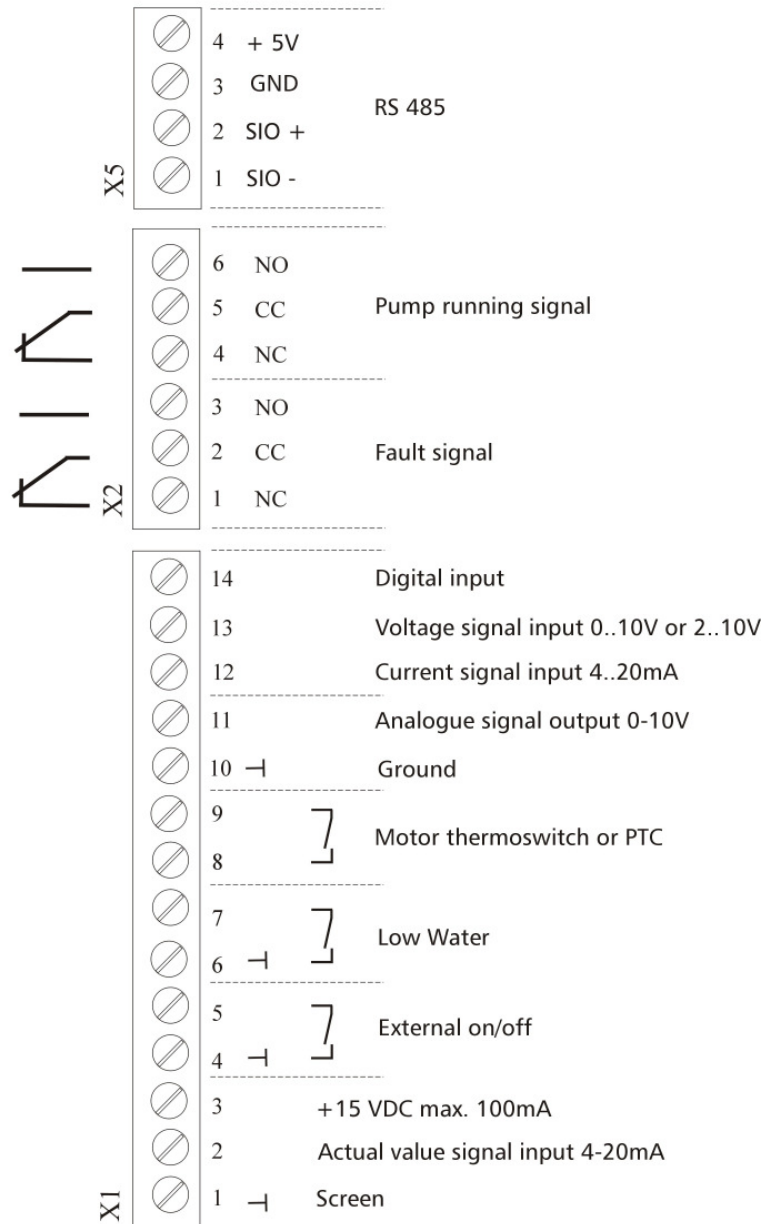 4 + 5V
3 GND
RS 485
2 SIO +
1 SIO -
X5
6 NO
5 CC Pump running signal
4 NC
3 NO
2 CC Fault signal
1 NC
X2
14 Digital input
13 Voltage signal input 0..10V or 2..10V
12 Current signal input 4..20mA
11 Analogue signal output 0-10V
10 Ground
9
Motor thermoswitch or PTC
8
7
Low Water
6
5
External on/off
4
3 +15 VDC max. 100mA
2 Actual value signal input 4-20mA
1 Screen
X1